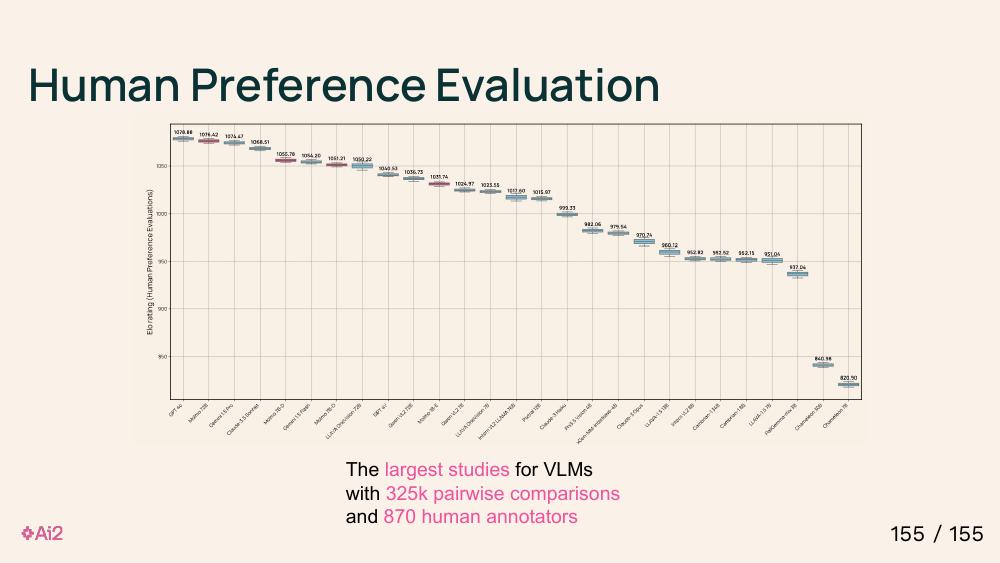 Human Preference Evaluation
1078.88
1076.42
1074.47
1068.51
1055.78
1054.20
1051.21
1050.22
1040.53
1036.73
1031.74
1024.97
1023.55
1017.60
1015.97
999.33
982.06
979.54
970.74
960.12
952.82
952.52
952.15
951.04
937.04
840.98
820.90
Elo rating (Human Preference Evaluations)
1050
1000
950
900
850
GPT 4o
Molmo 72B
Gemini 1.5 Pro
Claude 3.5 Sonnet
Molmo 7B-D
Gemini 1.5 Flash
Molmo 7B-O
LLAVA OneVision 72B
GPT 4V
Qwen VL2 72B
Molmo 1B-E
Qwen VL2 7B
LLAVA OneVision 7B
Intern VL2 LLAMA 76B
Pixtral 12B
Claude-3 Haiku
Phi3.5 Vision 4B
xGen-MM-interleave-4B
Claude-3 Opus
LLAVA-1.5 13B
Intern VL2 8B
Cambrian-1 34B
Cambrian-1 8B
LLAVA-1.5 7B
PaliGemma-mix 3B
Chameleon 30B
Chameleon 7B
The largest studies for VLMs
with 325k pairwise comparisons
and 870 human annotators
Ai2
155 / 155